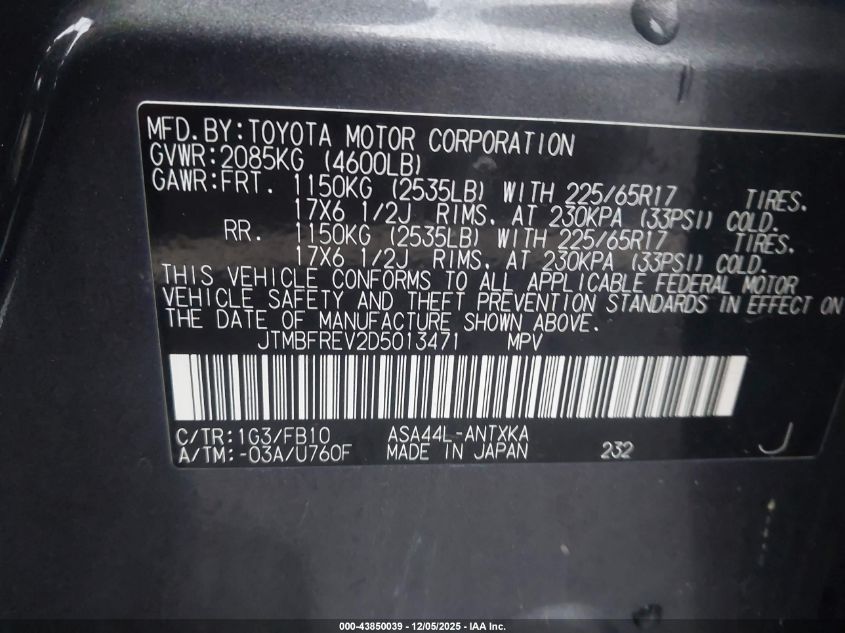 MFD.BY:TOYOTA MOTOR CORPORATION
GVWR:2085KG (4600LB)
GAWR:FRT. 1150KG (2535LB) WITH 225/65R17 TIRES.
17X6 1/2J RIMS, AT 230KPA (33PSI) COLD.
RR. 1150KG (2535LB) WITH 225/65R17 TIRES.
17X6 1/2J RIMS, AT 230KPA (33PSI) COLD.
THIS VEHICLE CONFORMS TO ALL APPLICABLE FEDERAL MOTOR
VEHICLE SAFETY AND THEFT PREVENTION STANDARDS IN EFFECT ON
THE DATE OF MANUFACTURE SHOWN ABOVE.
JTMBFREV2D5013471 MPV
C/TR:1G3/FB10 ASA44L-ANTXKA
A/TM:-03A/U760F MADE IN JAPAN 232 J
000-43850039 - 12/05/2025 - IAA Inc.